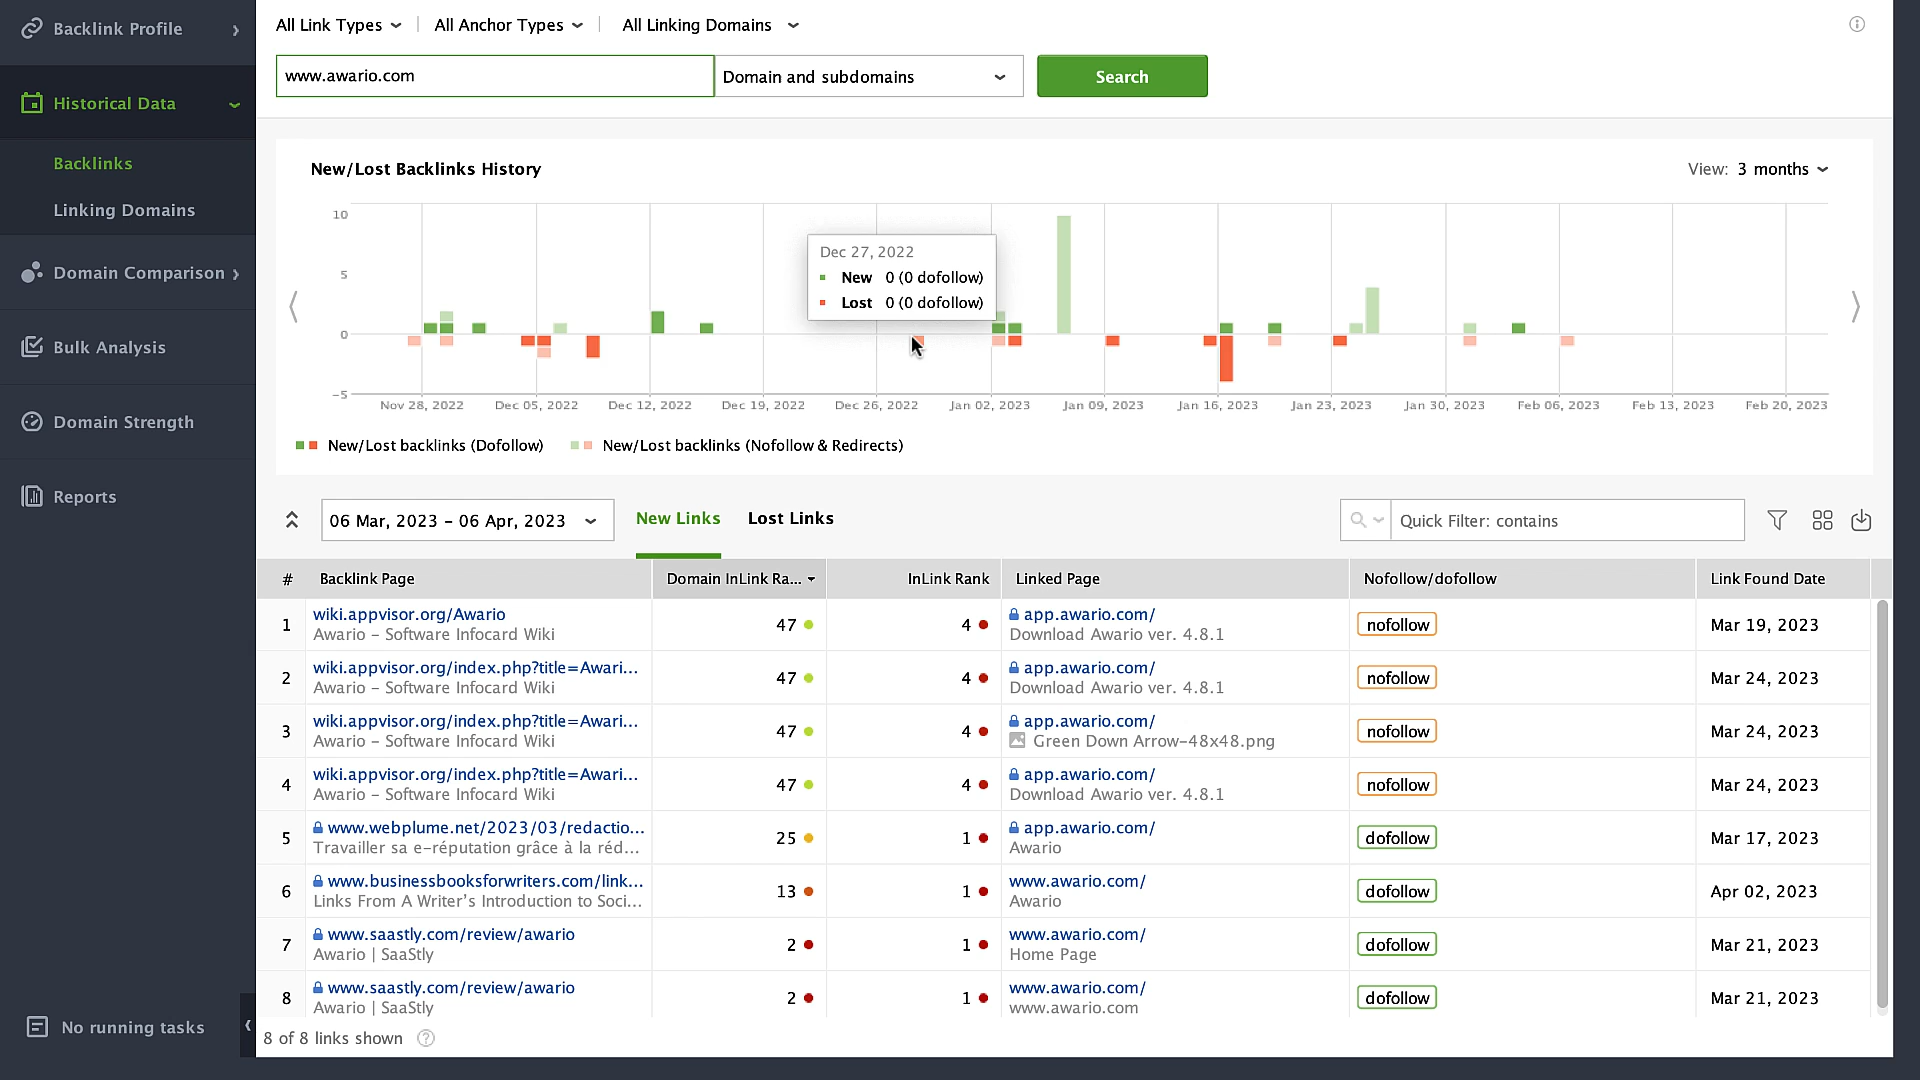 Backlink Profile
Historical Data
Backlinks
Linking Domains
Domain Comparison
Bulk Analysis
Domain Strength
Reports
No running tasks
All Link Types
All Anchor Types
All Linking Domains
www.awario.com
Domain and subdomains
Search
New/Lost Backlinks History
View: 3 months
10
5
0
-5
Dec 27, 2022
New 0 (0 dofollow)
Lost 0 (0 dofollow)
Nov 28, 2022 Dec 05, 2022 Dec 12, 2022 Dec 19, 2022 Dec 26, 2022 Jan 02, 2023 Jan 09, 2023 Jan 16, 2023 Jan 23, 2023 Jan 30, 2023 Feb 06, 2023 Feb 13, 2023 Feb 20, 2023
New/Lost backlinks (Dofollow) New/Lost backlinks (Nofollow & Redirects)
06 Mar, 2023 - 06 Apr, 2023
New Links
Lost Links
Quick Filter: contains
# Backlink Page Domain InLink Ra... InLink Rank Linked Page Nofollow/dofollow Link Found Date
1 wiki.appvisor.org/Awario 47 4 app.awario.com/ nofollow Mar 19, 2023
Awario - Software Infocard Wiki Download Awario ver. 4.8.1
2 wiki.appvisor.org/index.php?title=Awari... 47 4 app.awario.com/ nofollow Mar 24, 2023
Awario - Software Infocard Wiki Download Awario ver. 4.8.1
3 wiki.appvisor.org/index.php?title=Awari... 47 4 app.awario.com/ nofollow Mar 24, 2023
Awario - Software Infocard Wiki Green Down Arrow-48x48.png
4 wiki.appvisor.org/index.php?title=Awari... 47 4 app.awario.com/ nofollow Mar 24, 2023
Awario - Software Infocard Wiki Download Awario ver. 4.8.1
5 www.webplume.net/2023/03/redactio... 25 1 app.awario.com/ dofollow Mar 17, 2023
Travailler sa e-réputation grâce à la réd... Awario
6 www.businessbooksforwriters.com/link... 13 1 www.awario.com/ dofollow Apr 02, 2023
Links From A Writer's Introduction to Soci... Awario
7 www.saastly.com/review/awario 2 1 www.awario.com/ dofollow Mar 21, 2023
Awario | SaaStly Home Page
8 www.saastly.com/review/awario 2 1 www.awario.com/ dofollow Mar 21, 2023
Awario | SaaStly www.awario.com
8 of 8 links shown